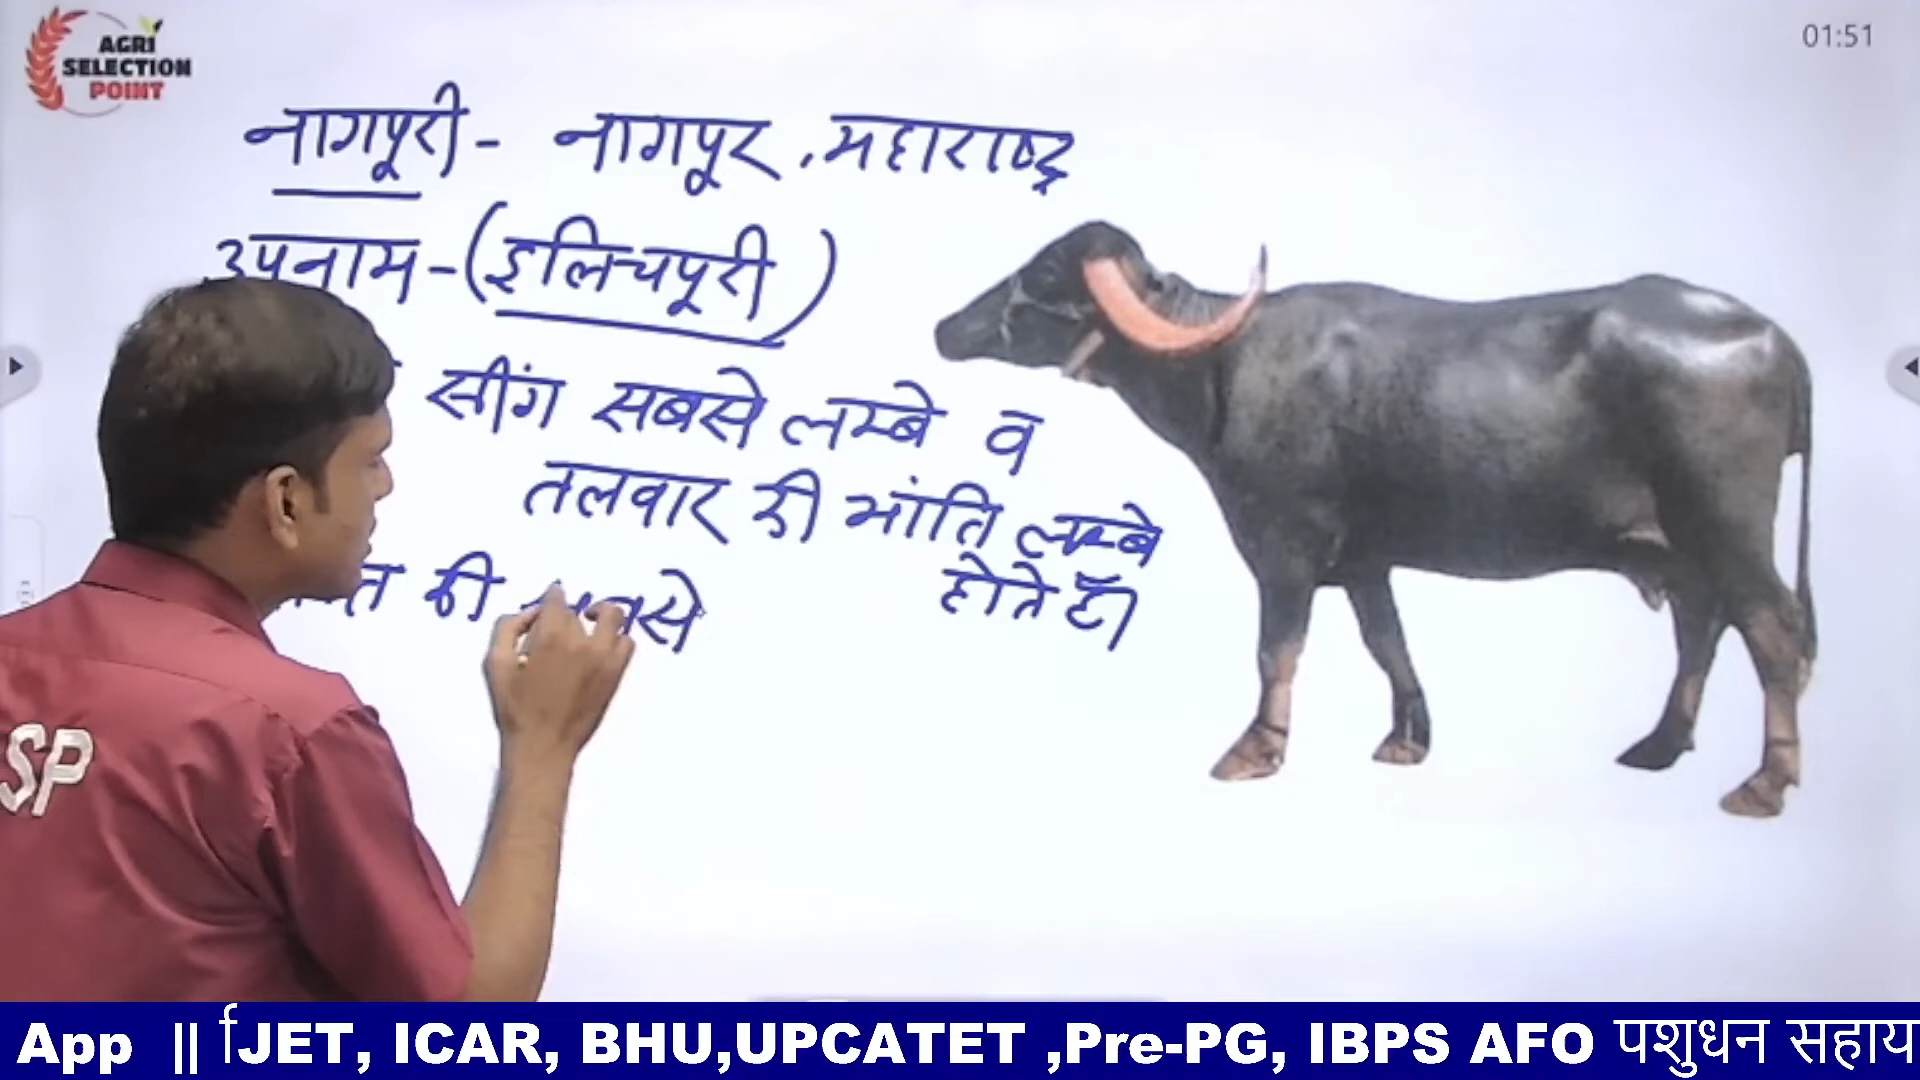 AGRI
SELECTION
POINT
01:51
नागपूरी - नागपूर, महाराष्ट्र
उपनाम - (इलिचपूरी)
सींग सबसे लम्बे व
तलवार की भांति लम्बे
होते हैं।
की सबसे
SP
App || JET, ICAR, BHU,UPCATET ,Pre-PG, IBPS AFO पशुधन सहाय